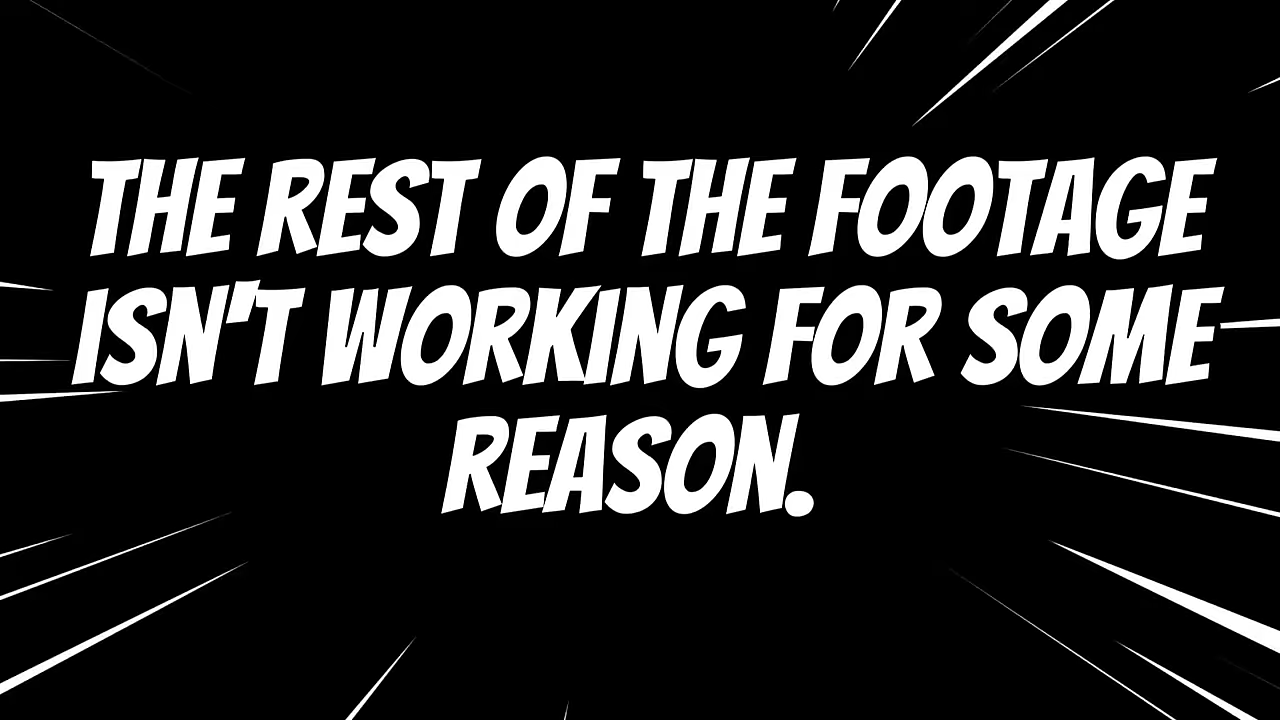 THE REST OF THE FOOTAGE
ISN'T WORKING FOR SOME
REASON.